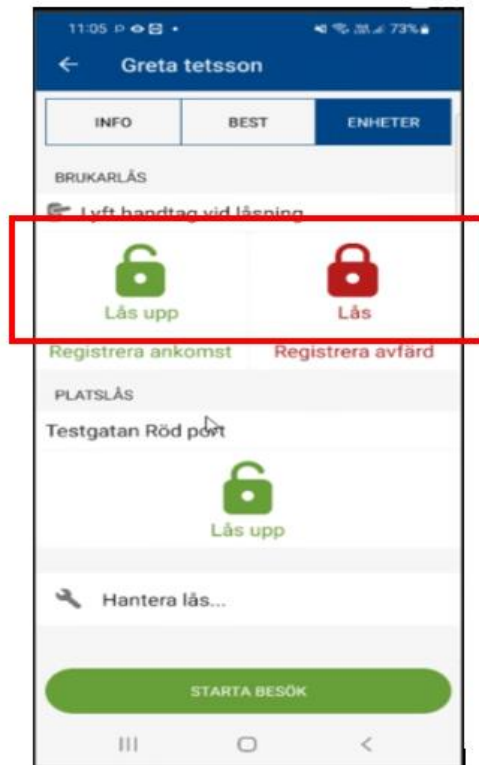 11:05
73%
Greta tetsson
INFO BEST ENHETER
BRUKARLÅS
Lyft handtag vid låsning
Lås upp Lås
Registrera ankomst Registrera avfärd
PLATSLÅS
Testgatan Röd port
Lås upp
Hantera lås...
STARTA BESÖK